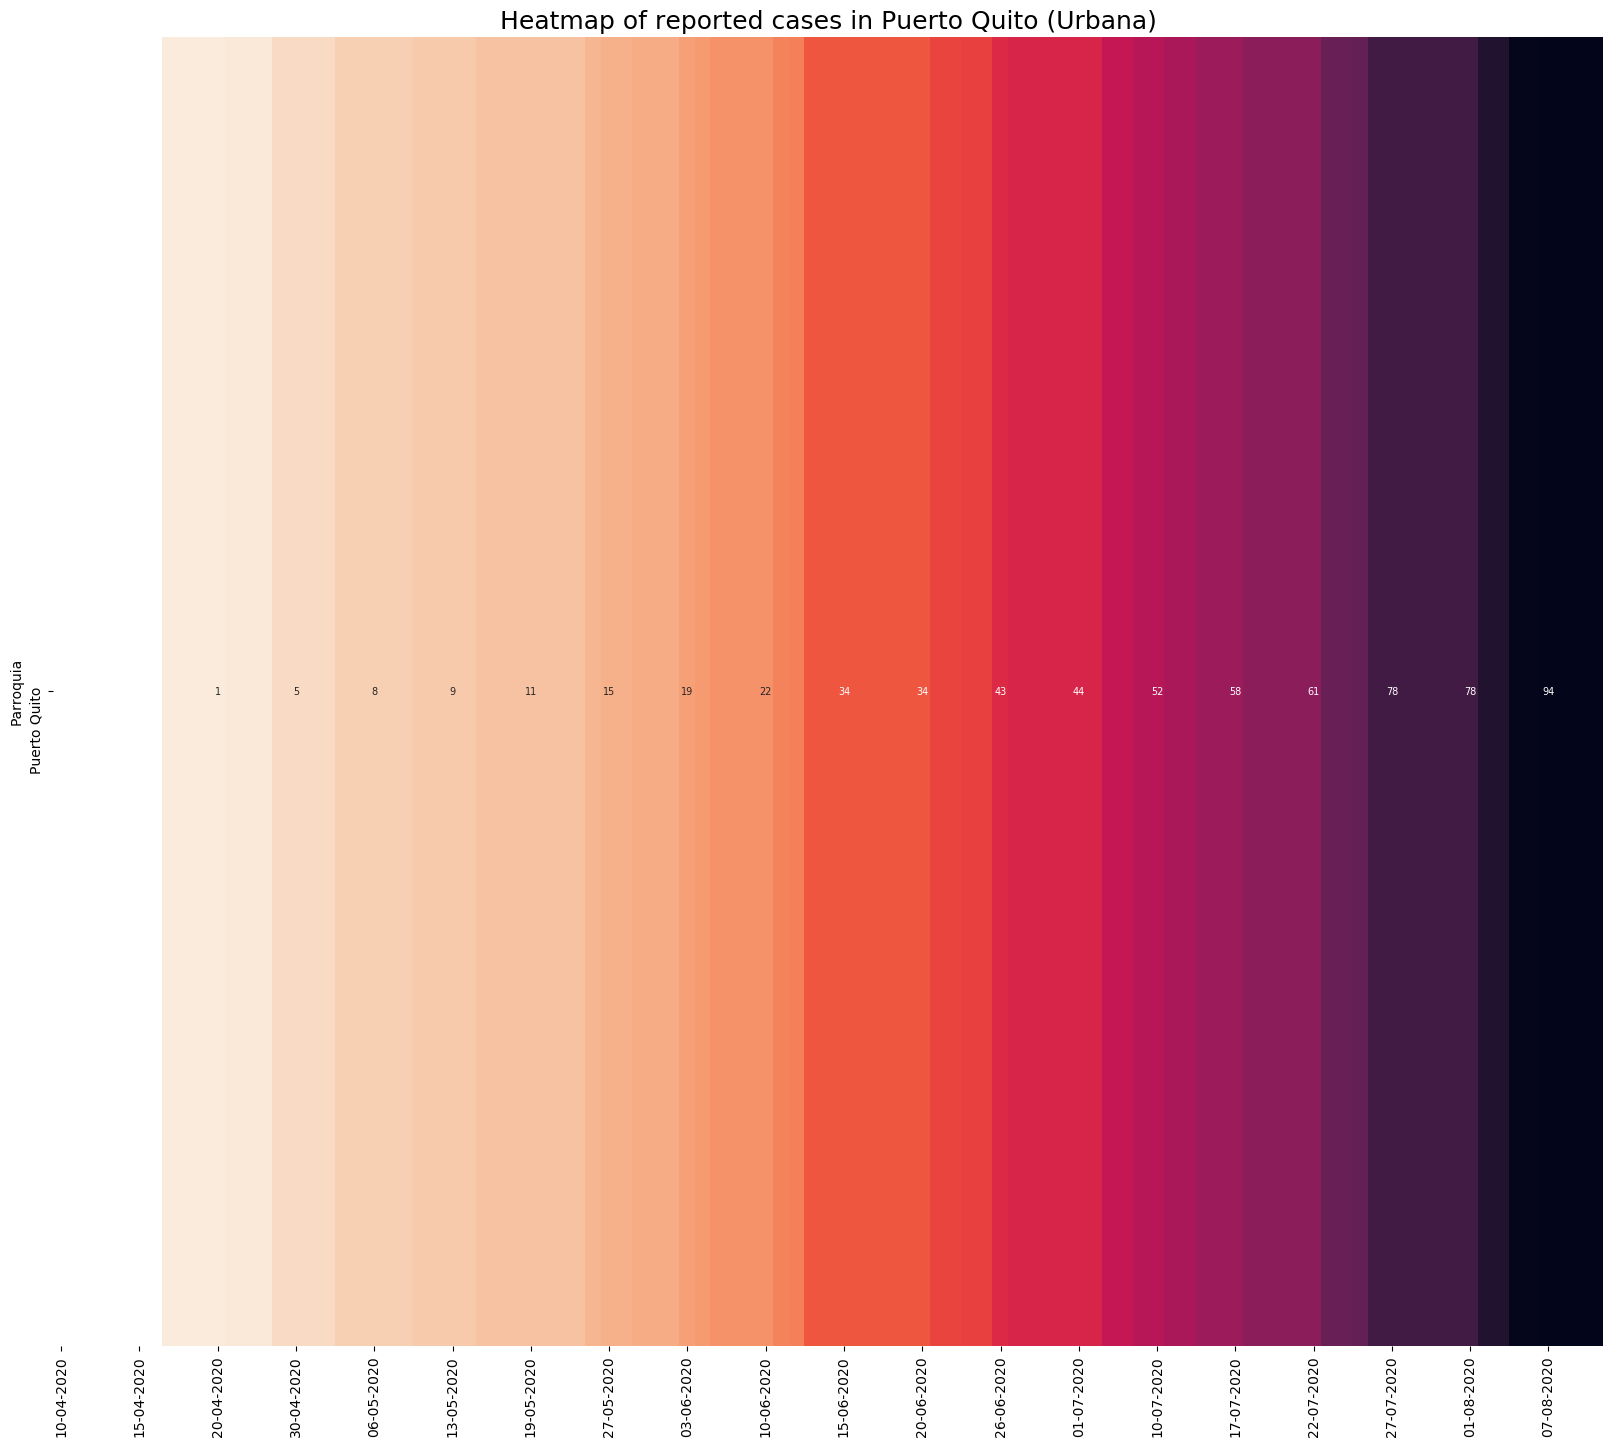 Heatmap of reported cases in Puerto Quito (Urbana)
Parroquia
Puerto Quito
1 5 8 9 11 15 19 22 34 34 43 44 52 58 61 78 78 94
10-04-2020 15-04-2020 20-04-2020 30-04-2020 06-05-2020 13-05-2020 19-05-2020 27-05-2020 03-06-2020 10-06-2020 15-06-2020 20-06-2020 26-06-2020 01-07-2020 10-07-2020 17-07-2020 22-07-2020 27-07-2020 01-08-2020 07-08-2020